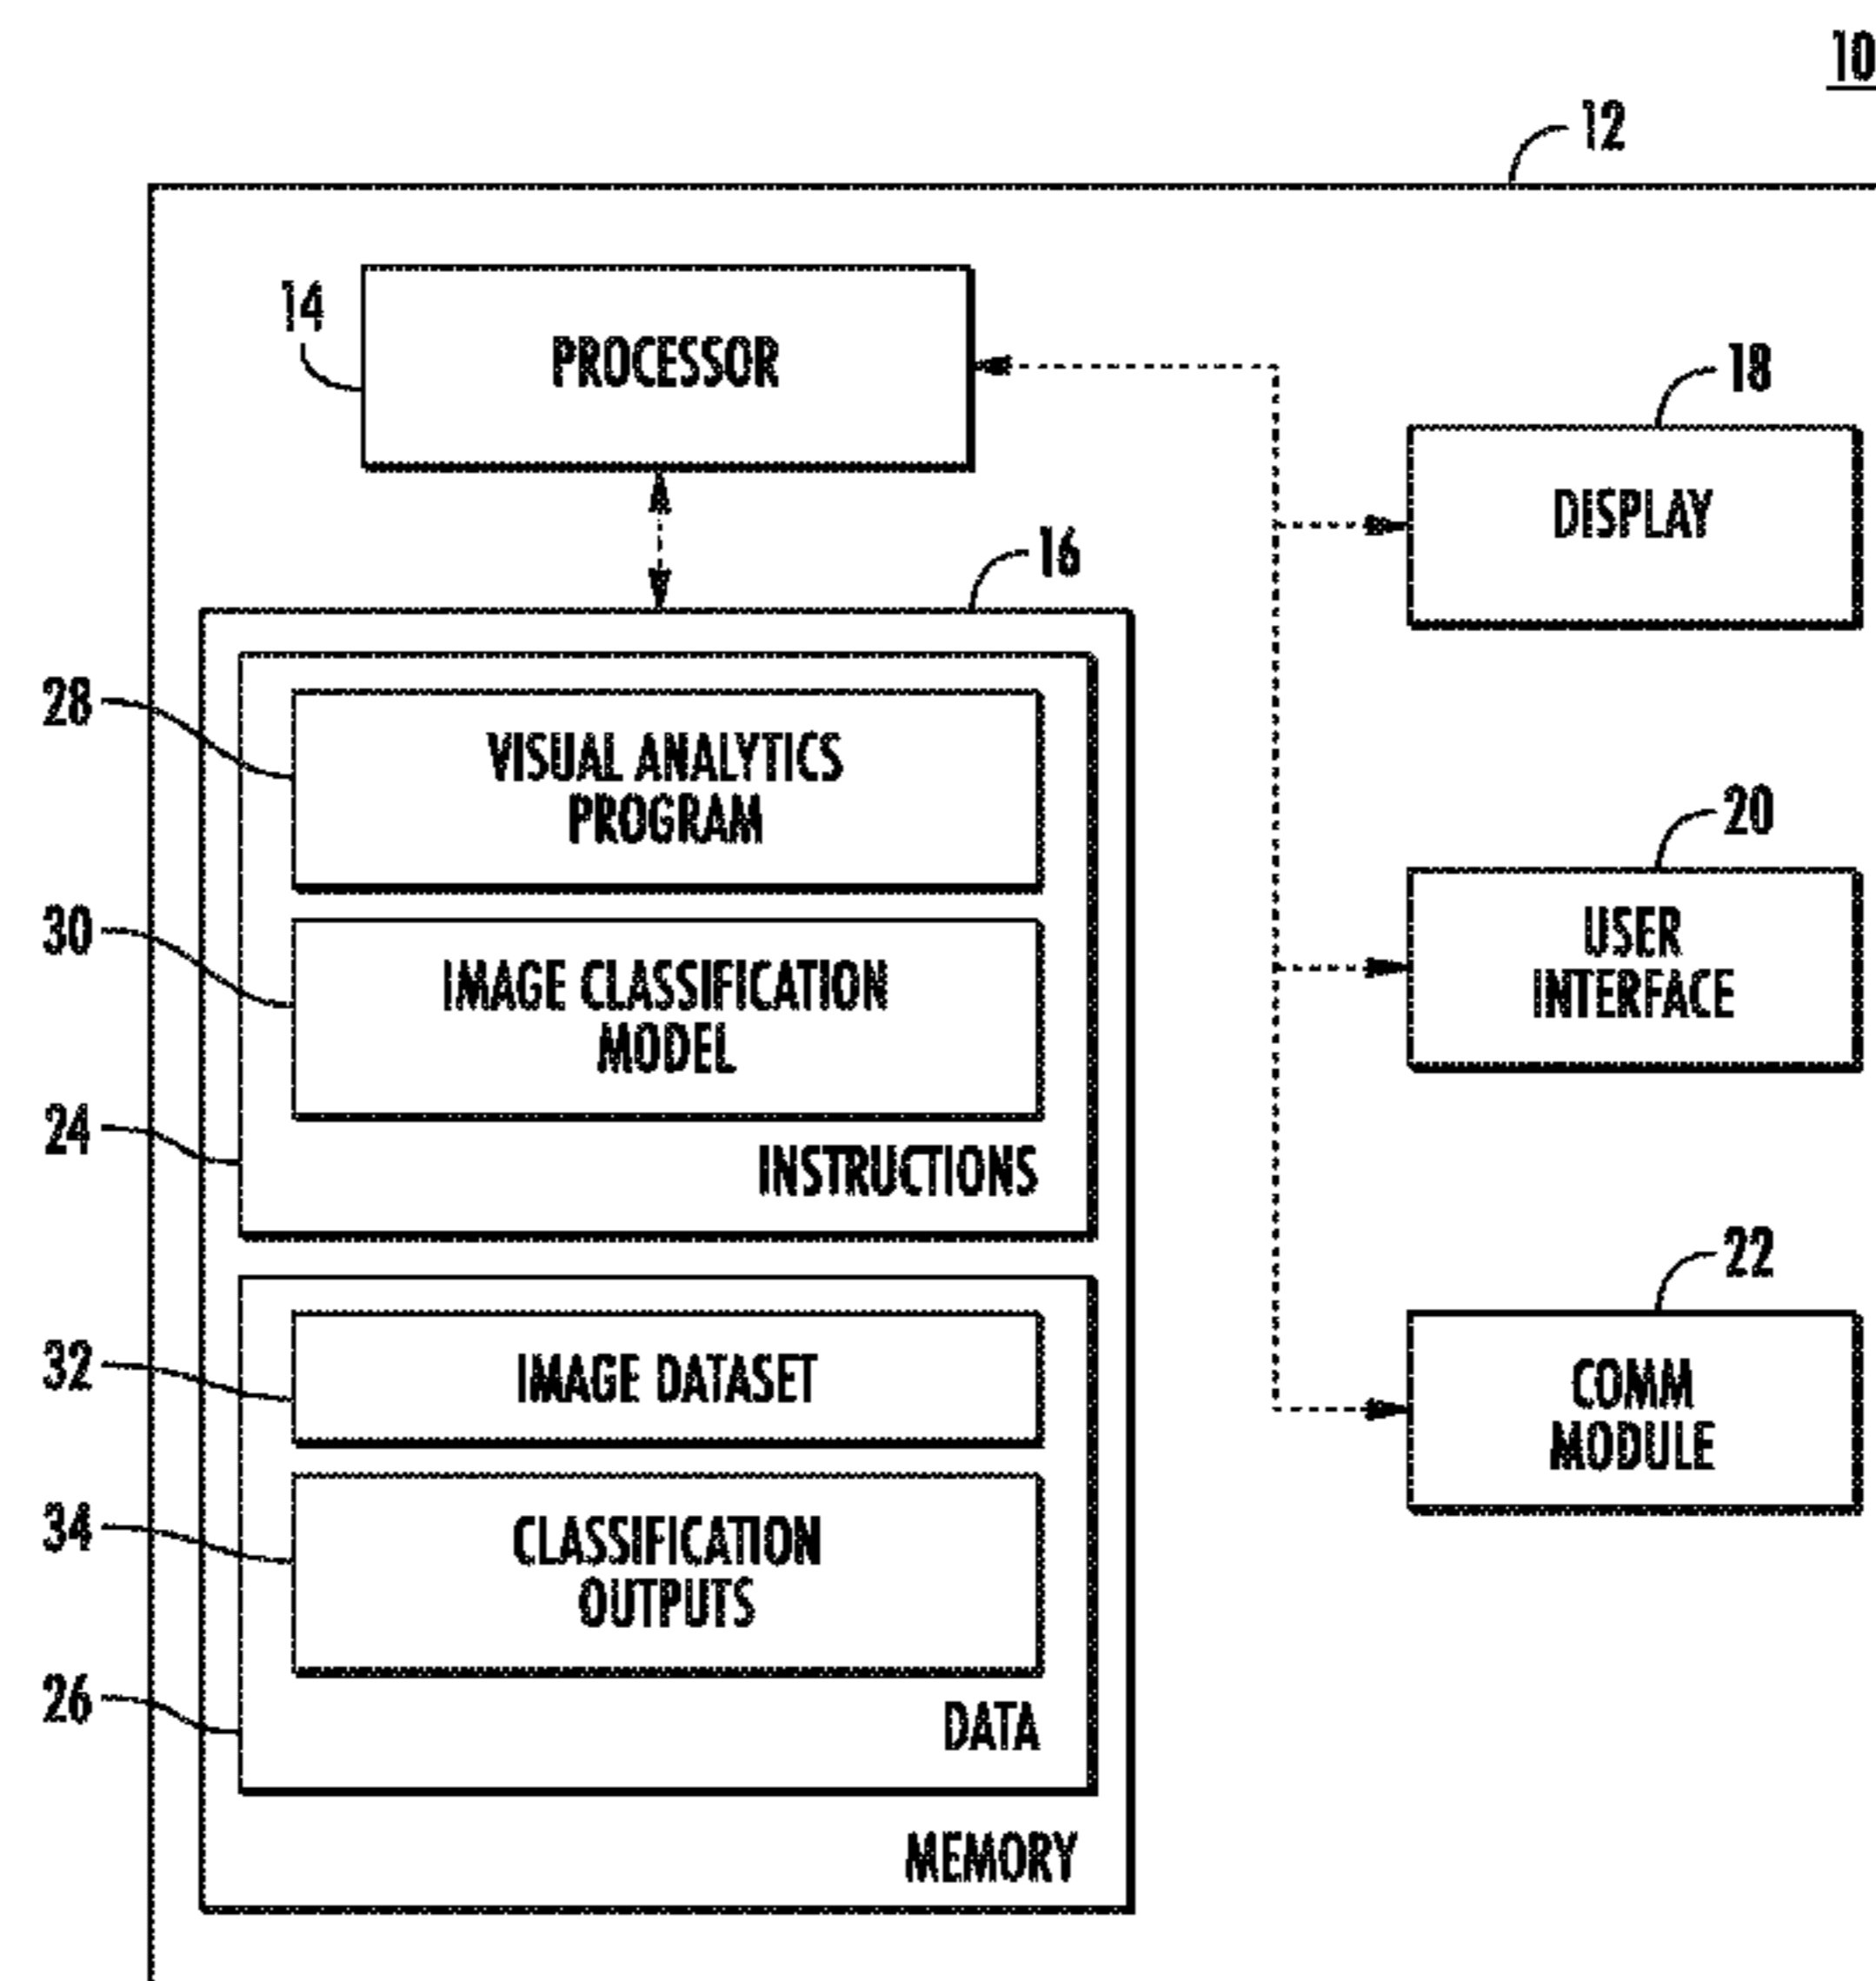 10
12
14
PROCESSOR
18
DISPLAY
16
28
VISUAL ANALYTICS
PROGRAM
20
USER
INTERFACE
30
IMAGE CLASSIFICATION
MODEL
24
INSTRUCTIONS
22
COMM
MODULE
32
IMAGE DATASET
34
CLASSIFICATION
OUTPUTS
26
DATA
MEMORY